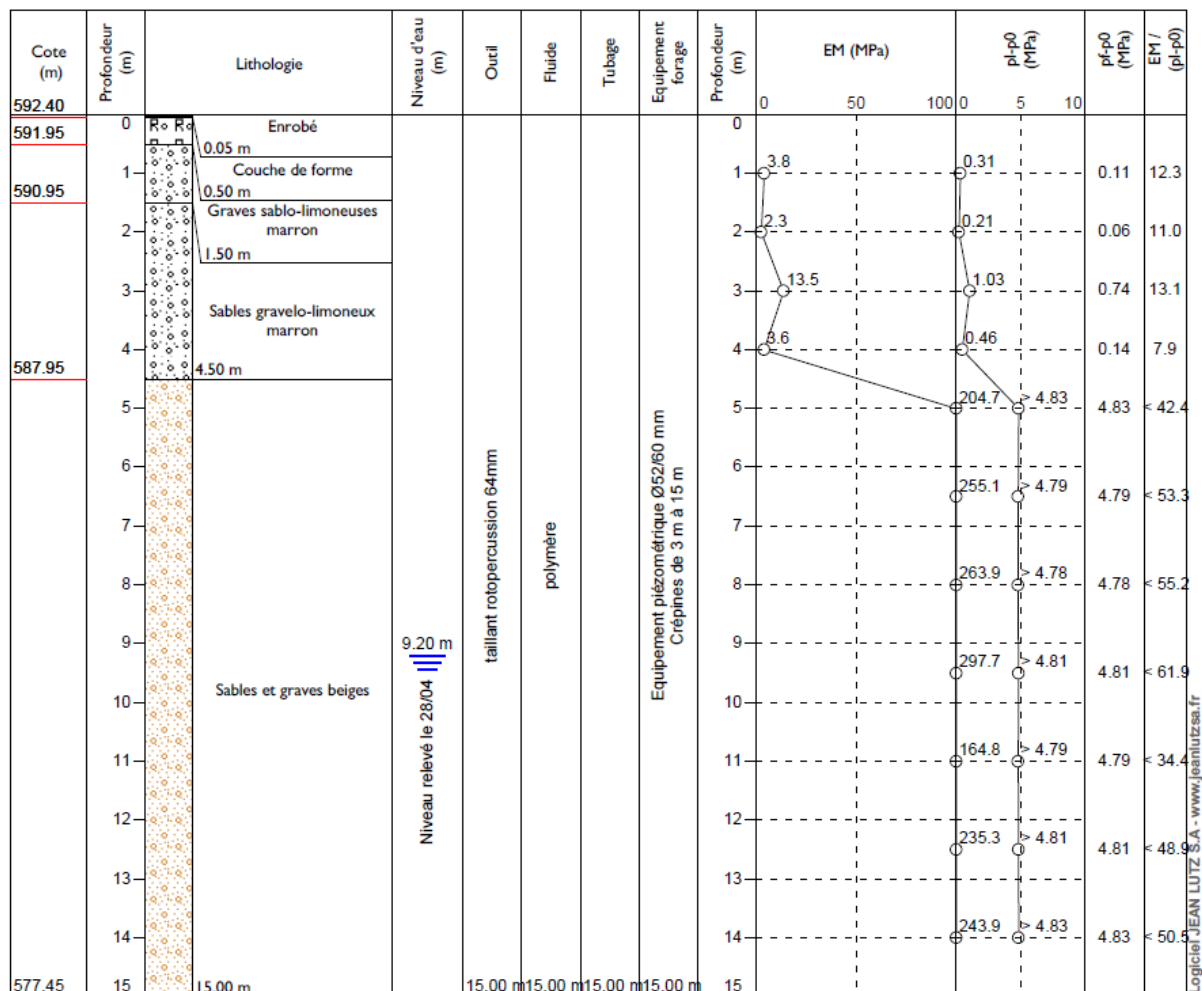 Cote
(m)
Profondeur
(m)
Lithologie
Niveau d'eau
(m)
Outil
Fluide
Tubage
Equipement
forage
Profondeur
(m)
EM (MPa)
pl-p0
(MPa)
pf-p0
(MPa)
EM /
(pl-p0)
0 50 100 0 5 10
592.40
591.95
590.95
587.95
577.45
0
1
2
3
4
5
6
7
8
9
10
11
12
13
14
15
R R
Enrobé
0.05 m
Couche de forme
0.50 m
Graves sablo-limoneuses
marron
1.50 m
Sables gravelo-limoneux
marron
4.50 m
Sables et graves beiges
15.00 m
9.20 m
Niveau relevé le 28/04
taillant rotopercussion 64mm
15.00 m
polymère
15.00 m
15.00 m
Equipement piézométrique Ø52/60 mm
Crépines de 3 m à 15 m
15.00 m
0
1
2
3
4
5
6
7
8
9
10
11
12
13
14
15
3.8 0.31 0.11 12.3
2.3 0.21 0.06 11.0
13.5 1.03 0.74 13.1
3.6 0.46 0.14 7.9
204.7 > 4.83 4.83 < 42.4
255.1 > 4.79 4.79 < 53.3
263.9 > 4.78 4.78 < 55.2
297.7 > 4.81 4.81 < 61.9
164.8 > 4.79 4.79 < 34.4
235.3 > 4.81 4.81 < 48.9
243.9 > 4.83 4.83 < 50.5
Logiciel JEAN LUTZ S.A - www.jeanlutzsa.fr